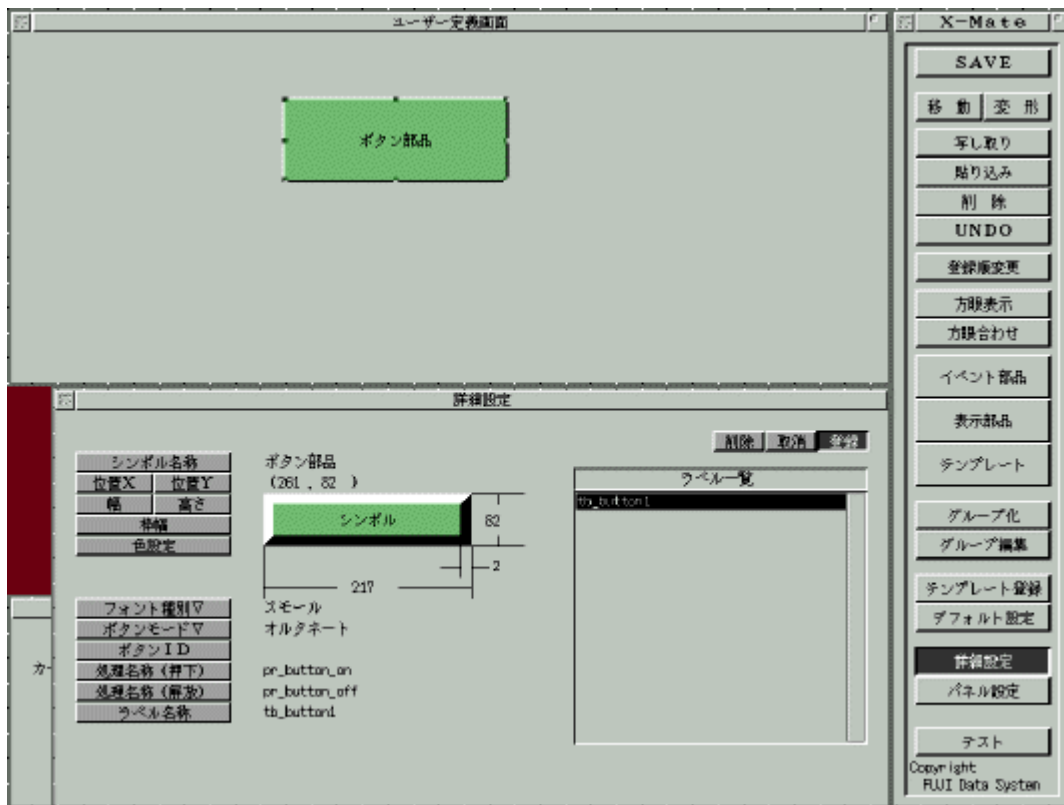 ユーザー定義画面
ボタン部品
X-Mate
SAVE
移 動
変 形
写し取り
貼り込み
削 除
UNDO
登録順変更
方眼表示
方眼合わせ
イベント部品
表示部品
テンプレート
グループ化
グループ編集
テンプレート登録
デフォルト設定
詳細設定
パネル設定
テスト
Copyright
FUJI Data System
詳細設定
削除 取消 登録
シンボル名称 ボタン部品
位置X 位置Y (261 , 82 )
幅 高さ
枠幅
色設定
シンボル
82
2
217
フォント種別▽ スモール
ボタンモード▽ オルタネート
ボタンID
処理名称（押下） pr_button_on
処理名称（解放） pr_button_off
ラベル名称 tb_button1
ラベル一覧
tb_button1
カ